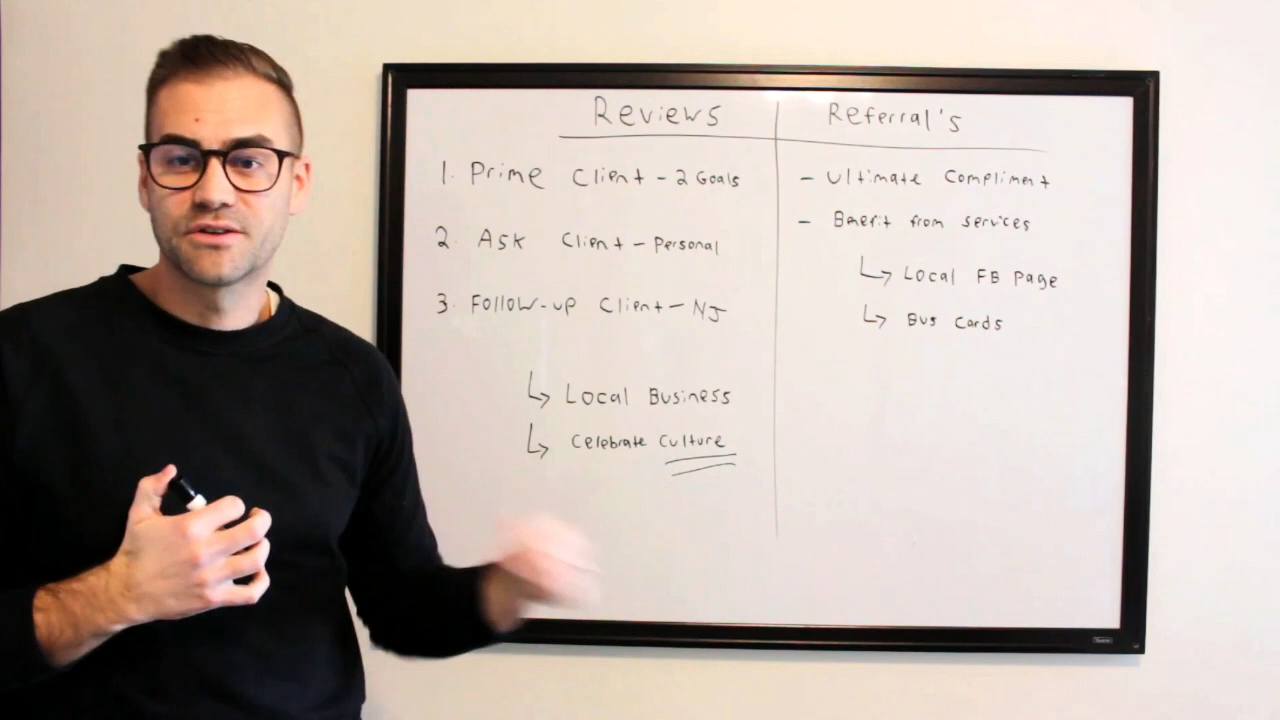 Reviews
1. Prime Client - 2 Goals
2. Ask Client - Personal
3. Follow-up Client - NJ
↳ Local Business
↳ Celebrate Culture
Referral's
- Ultimate Compliment
- Benefit from services
↳ Local FB Page
↳ Bus Cards